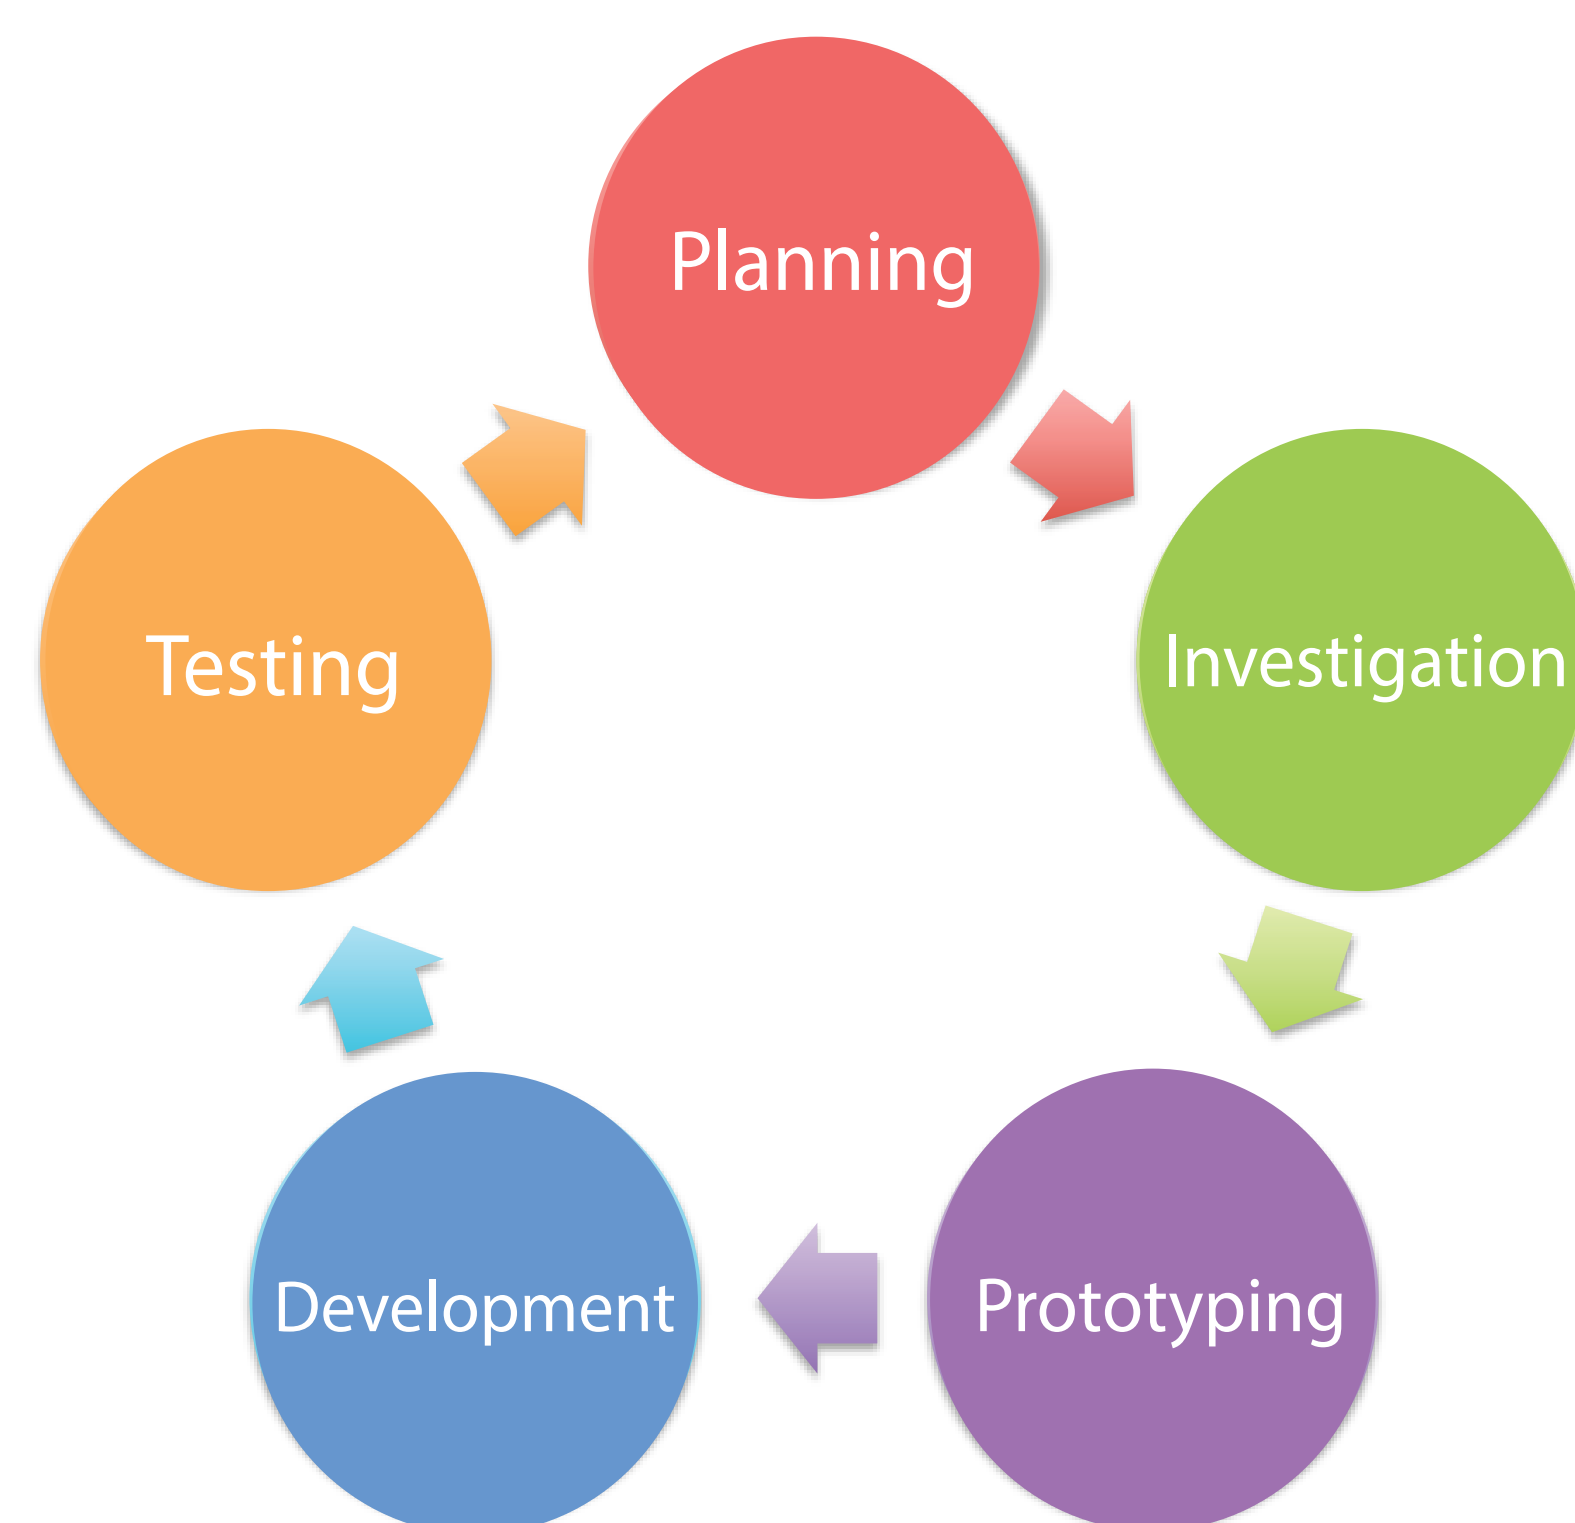 Planning
Investigation
Prototyping
Development
Testing